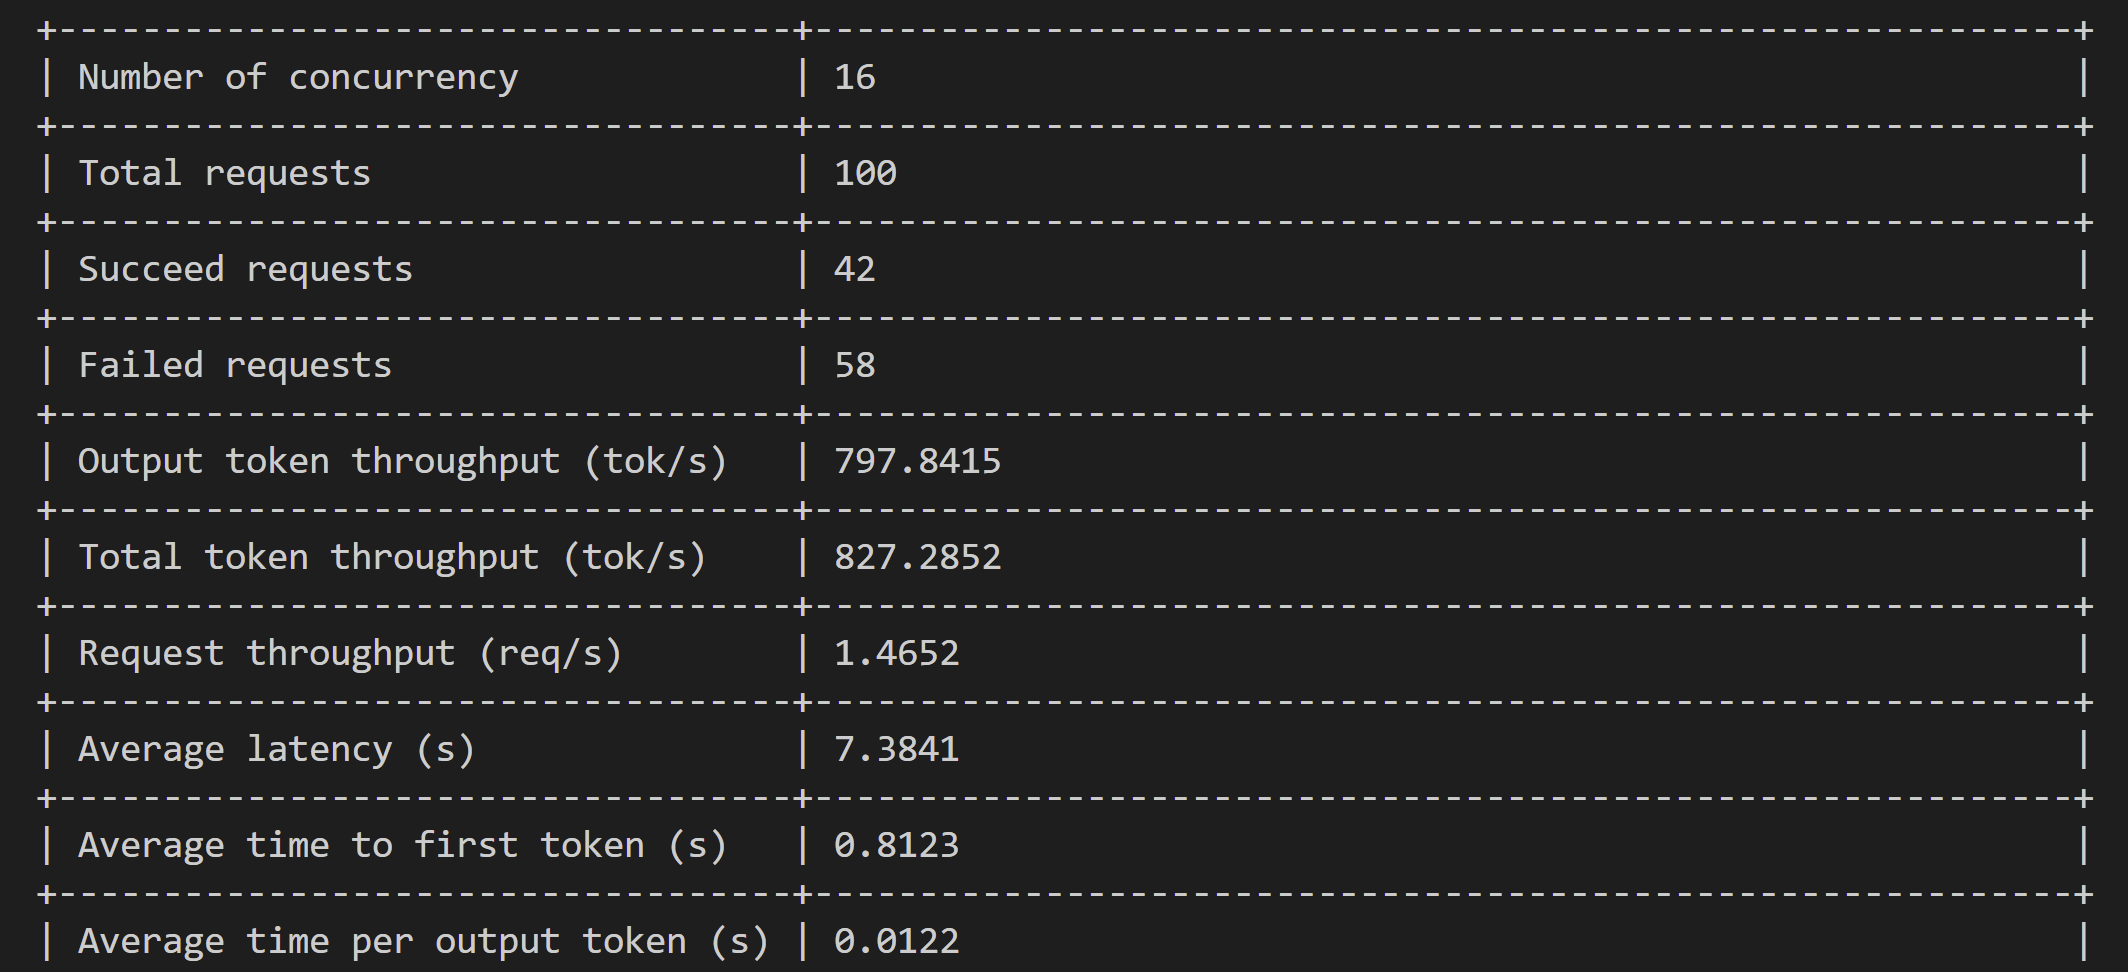 +-----------------------------------+------------------------------------------------------------+
| Number of concurrency | 16 |
+-----------------------------------+------------------------------------------------------------+
| Total requests | 100 |
+-----------------------------------+------------------------------------------------------------+
| Succeed requests | 42 |
+-----------------------------------+------------------------------------------------------------+
| Failed requests | 58 |
+-----------------------------------+------------------------------------------------------------+
| Output token throughput (tok/s) | 797.8415 |
+-----------------------------------+------------------------------------------------------------+
| Total token throughput (tok/s) | 827.2852 |
+-----------------------------------+------------------------------------------------------------+
| Request throughput (req/s) | 1.4652 |
+-----------------------------------+------------------------------------------------------------+
| Average latency (s) | 7.3841 |
+-----------------------------------+------------------------------------------------------------+
| Average time to first token (s) | 0.8123 |
+-----------------------------------+------------------------------------------------------------+
| Average time per output token (s) | 0.0122 |